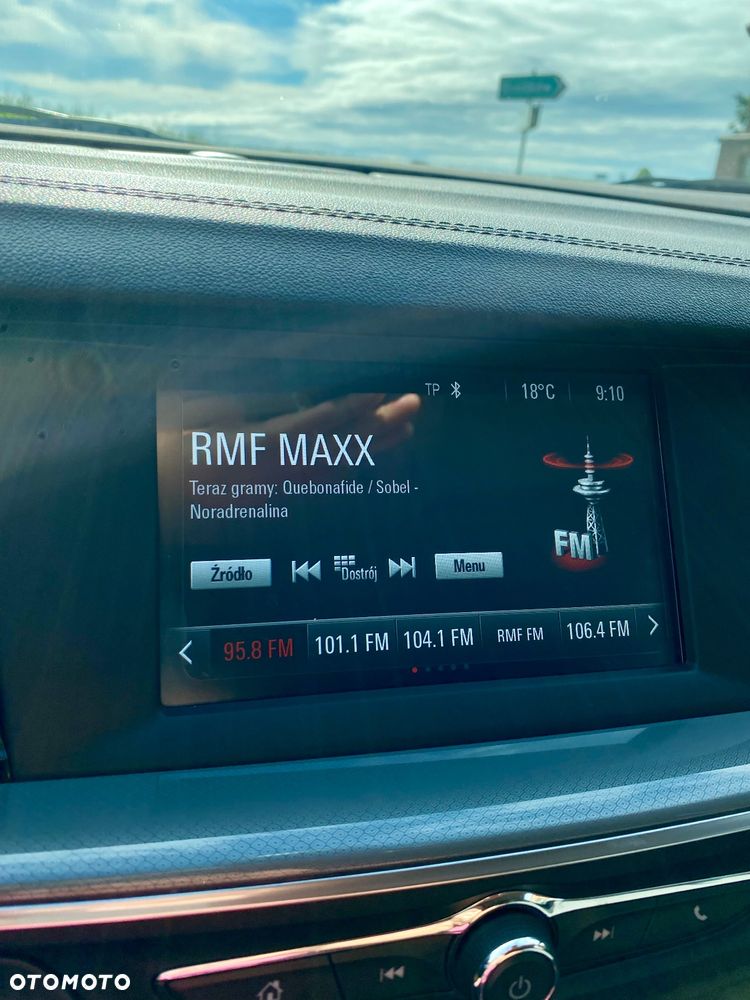 TP 18°C 9:10
RMF MAXX
Teraz gramy: Quebonafide / Sobel -
Noradrenalina
FM
Źródło Dostrój Menu
95.8 FM 101.1 FM 104.1 FM RMF FM 106.4 FM
OTOMOTO